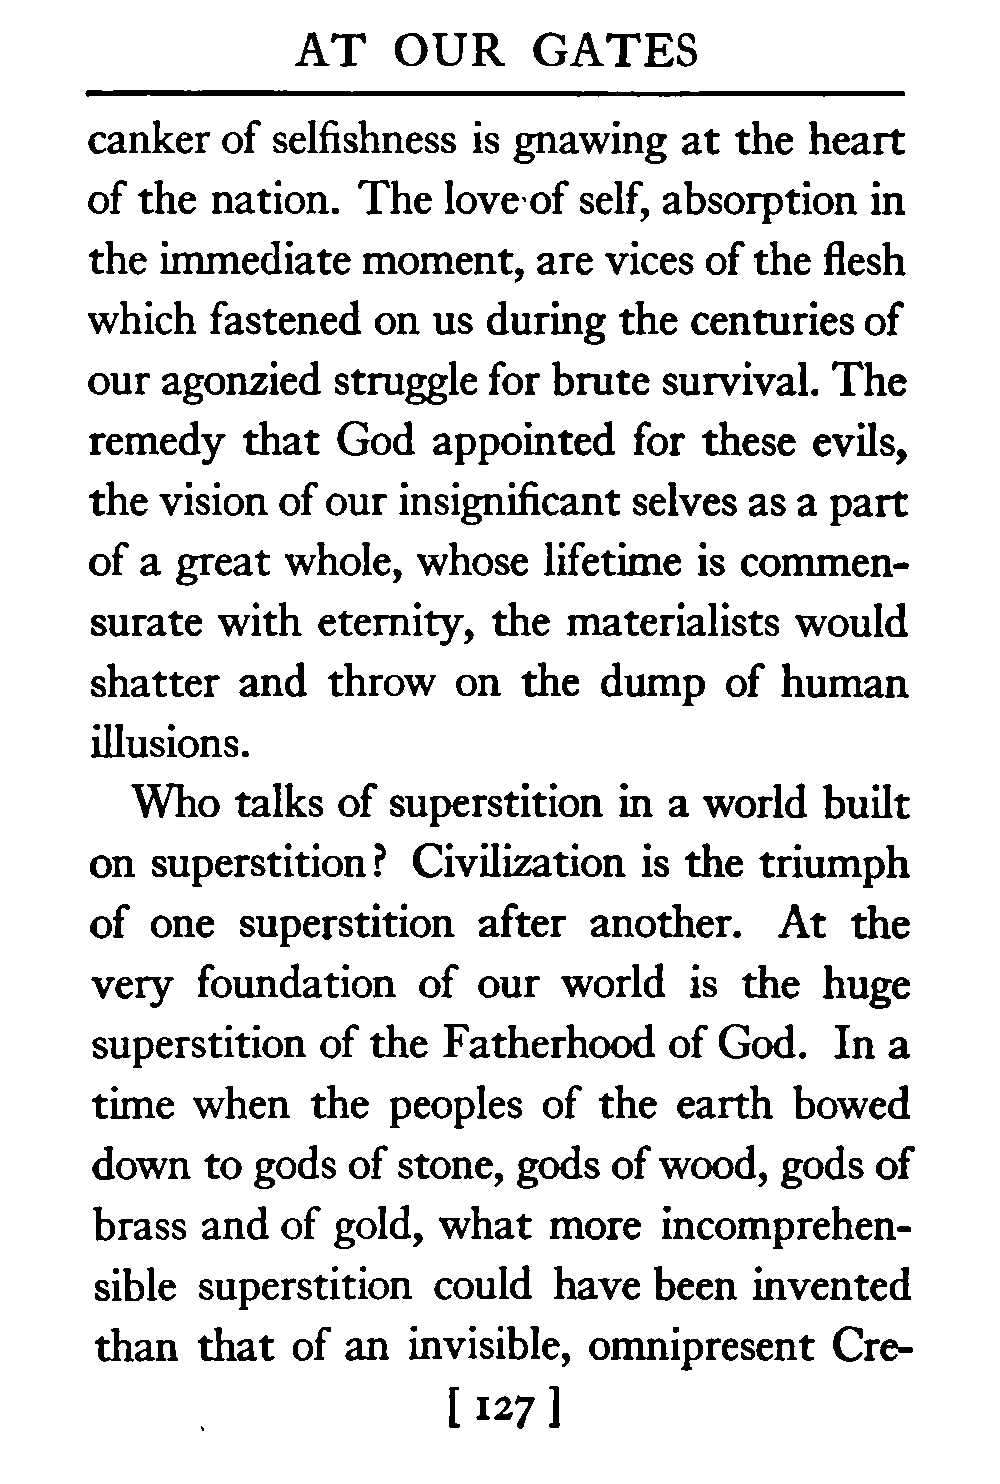 AT OUR GATES
canker of selfishness is gnawing at the heart
of the nation. The love of self, absorption in
the immediate moment, are vices of the flesh
which fastened on us during the centuries of
our agonzied struggle for brute survival. The
remedy that God appointed for these evils,
the vision of our insignificant selves as a part
of a great whole, whose lifetime is commen-
surate with eternity, the materialists would
shatter and throw on the dump of human
illusions.
Who talks of superstition in a world built
on superstition? Civilization is the triumph
of one superstition after another. At the
very foundation of our world is the huge
superstition of the Fatherhood of God. In a
time when the peoples of the earth bowed
down to gods of stone, gods of wood, gods of
brass and of gold, what more incomprehen-
sible superstition could have been invented
than that of an invisible, omnipresent Cre-
[ 127 ]